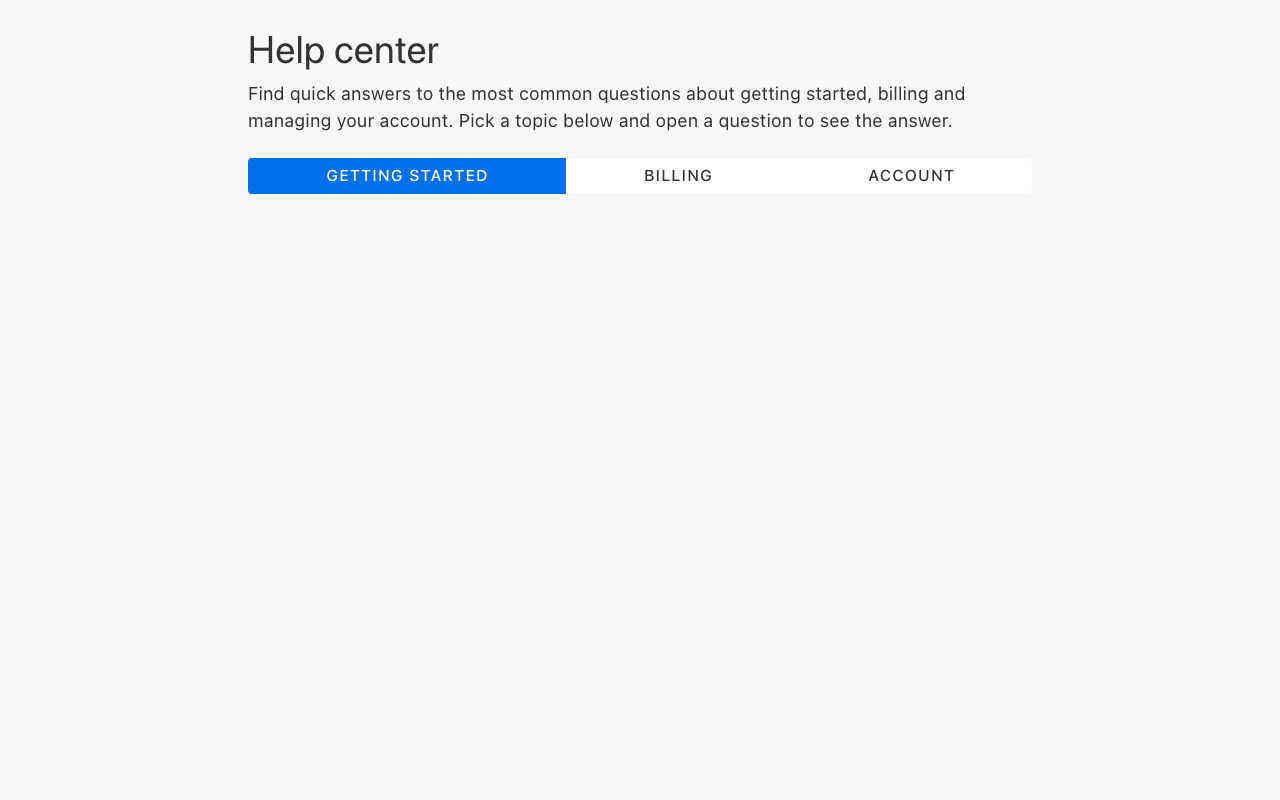 Help center
Find quick answers to the most common questions about getting started, billing and
managing your account. Pick a topic below and open a question to see the answer.
GETTING STARTED BILLING ACCOUNT